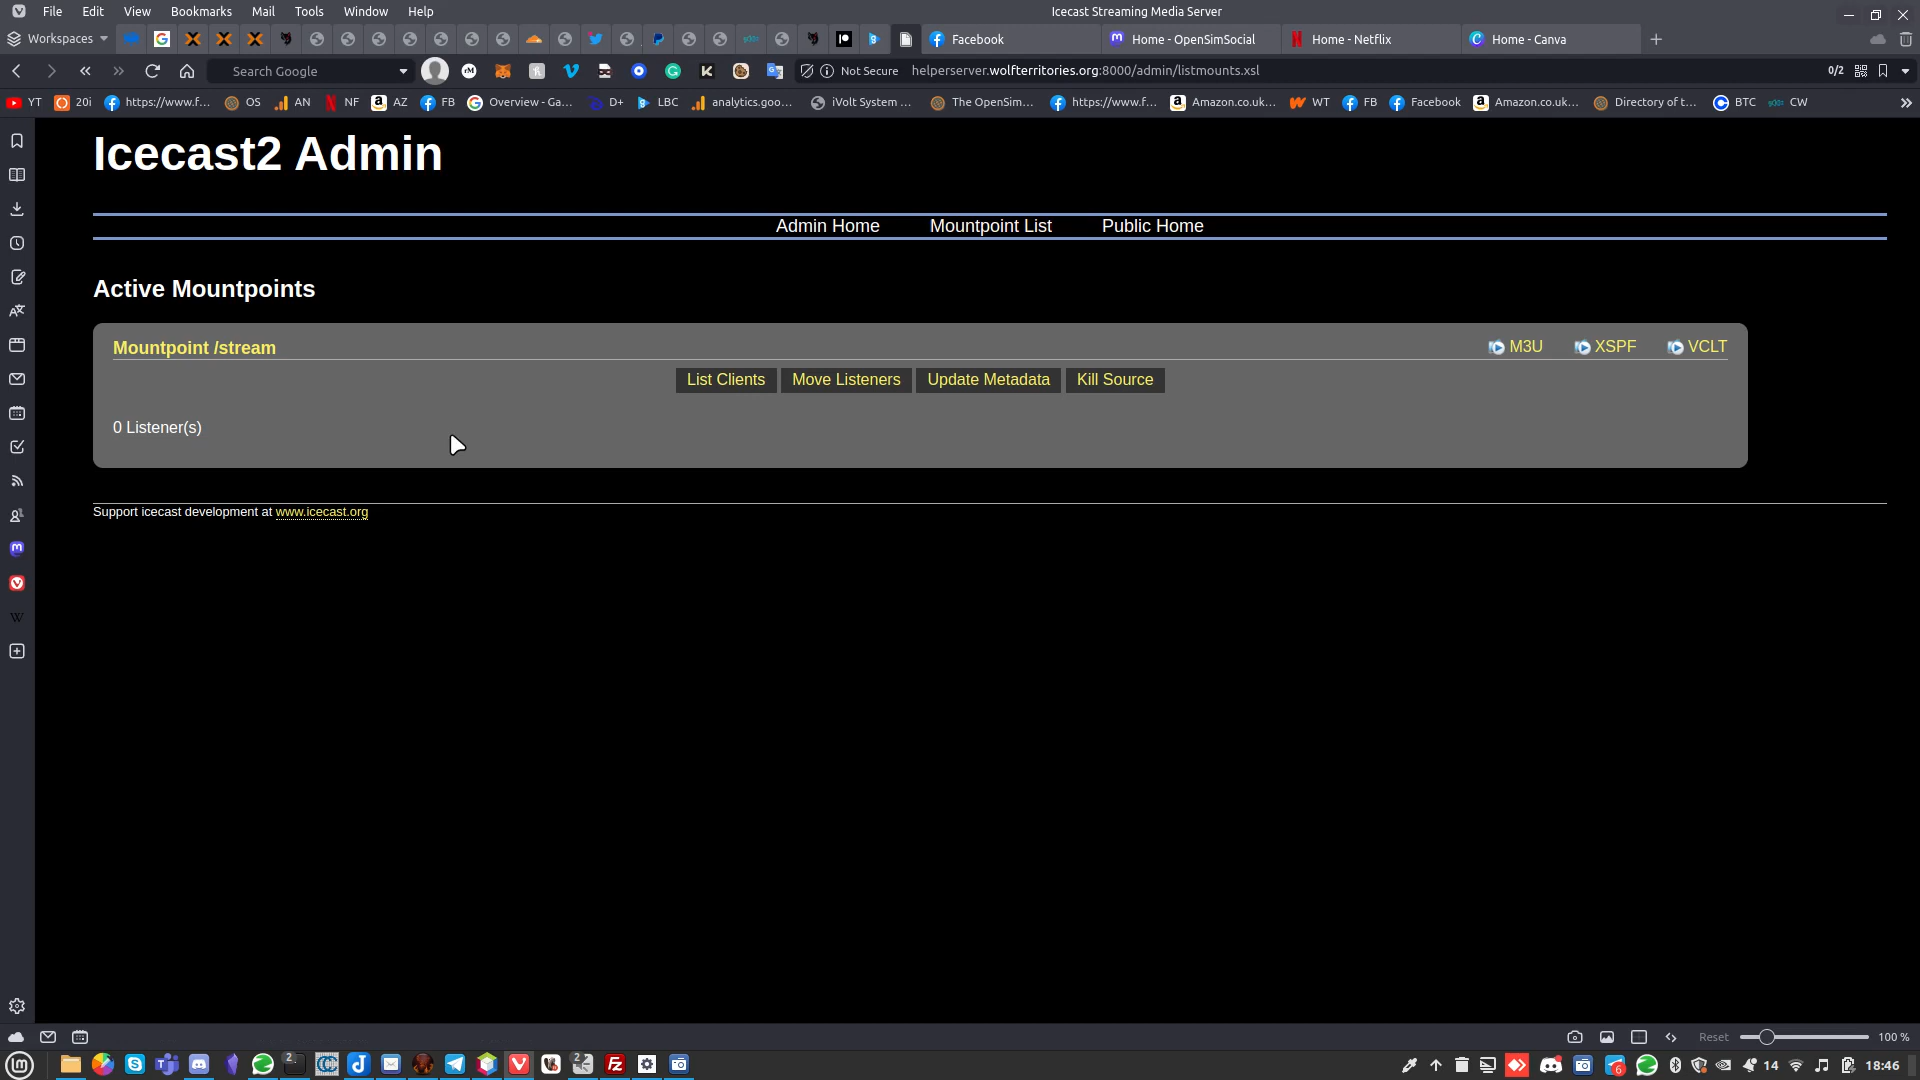 File Edit View Bookmarks Mail Tools Window Help
Icecast Streaming Media Server
Workspaces
Facebook
Home - OpenSimSocial
Home - Netflix
Home - Canva
Search Google
Not Secure
helperserver.wolfterritories.org:8000/admin/listmounts.xsl
0/2
YT 20i https://www.f... OS AN NF AZ FB Overview - Ga... D+ LBC analytics.goo... iVolt System ... The OpenSim... https://www.f... Amazon.co.uk... WT FB Facebook Amazon.co.uk... Directory of t... BTC CW
Icecast2 Admin
Admin Home Mountpoint List Public Home
Active Mountpoints
Mountpoint /stream
M3U XSPF VCLT
List Clients Move Listeners Update Metadata Kill Source
0 Listener(s)
Support icecast development at www.icecast.org
Reset 100 %
14 18:46